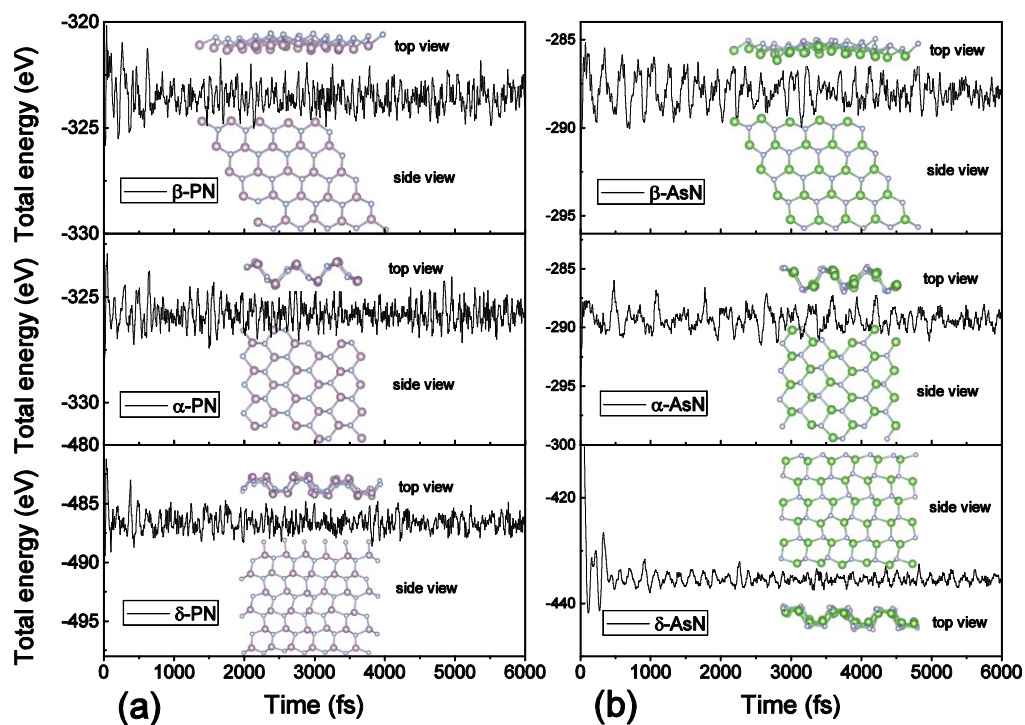 -320
-325
-330
Total energy (eV)
top view
side view
β-PN
-325
-330
Total energy (eV)
top view
side view
α-PN
-480
-485
-490
-495
Total energy (eV)
top view
side view
δ-PN
0 1000 2000 3000 4000 5000 6000
(a) Time (fs)
-285
-290
-295
top view
side view
β-AsN
-285
-290
-295
-300
top view
side view
α-AsN
-420
-440
side view
δ-AsN
top view
0 1000 2000 3000 4000 5000 6000
(b) Time (fs)